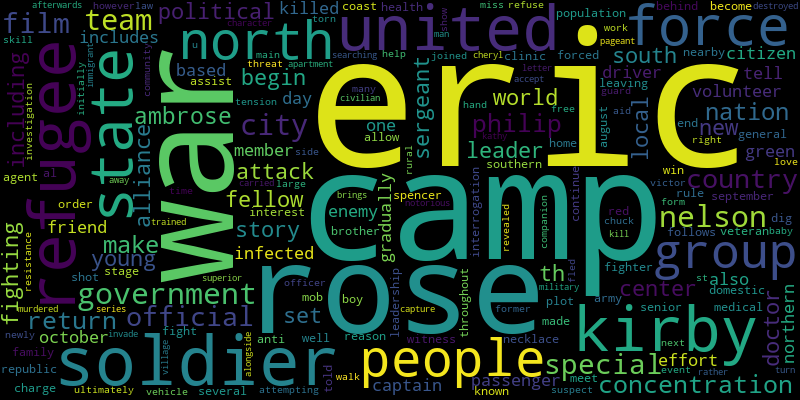 afterwards howeverlaw political killed coast health miss refuse behind become destroyed
film team character torn population
skill immigrant includes u main searching help joined cheryl clinic show man work pageant
north united force
based threat apartment letter accept forced many nearby citizen
including refugee state assist civilian hand free guard aid south driver tell
investigation initially community begin tension day kathy home leaving volunteer
war eric world august local nation
ambrose sergeant philip end general
alliance city one allow leader right new green love
agent al member side rural southern win country
away time attack carried large spencer victor rule september
order fellow gradually interrogation revealed companion continue red form baby
fighting resistance friend interest enemy notorious chuck nelson dig
young make story brother brings camp kill follows veteran
stage infected group
shot superior rose th fighter st also northern
government officer leadership throughout military center domestic
murdered series trained mob boy former plot army senior medical doctor
return official set capture made kirby
newly invade october fight anti well reason witness necklace next event rather turn
family village alongside people special effort
republic soldier told walk captain passenger meet
charge ultimately vehicle several attempting known suspect concentration